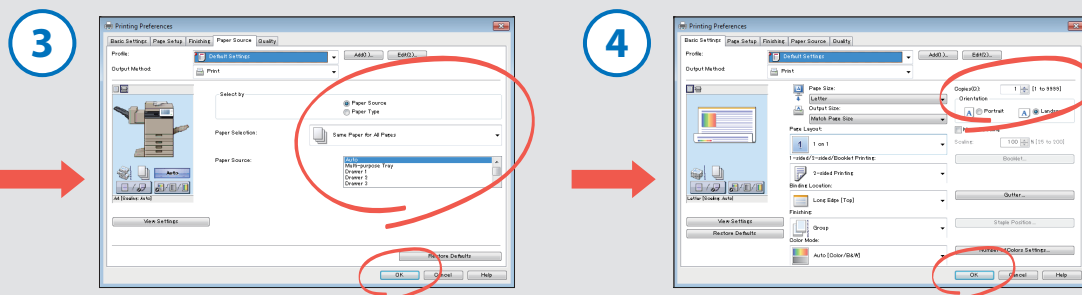 3
Printing Preferences
Basic Settings Page Setup Finishing Paper Source Quality
Profile: Default Settings Add(1)... Edit(2)...
Output Method: Print
Select by
Paper Source
Paper Type
Paper Selection: Same Paper for All Pages
Paper Source: Auto
Multi-purpose Tray
Drawer 1
Drawer 2
Drawer 3
Auto
A4 [Scaling: Auto]
View Settings
Restore Defaults
OK Cancel Help
4
Printing Preferences
Basic Settings Page Setup Finishing Paper Source Quality
Profile: Default Settings Add(1)... Edit(2)...
Output Method: Print
Page Size: Copies(Q): 1 [1 to 9999]
Letter Orientation
Output Size: A Portrait A
Match Page Size
Page Layout:
1 1 on 1 Scaling: 100 % [25 to 200]
1-sided/2-sided/Booklet Printing: Booklet...
2-sided Printing
Binding Location:
Long Edge [Top] Gutter...
Letter [Scaling: Auto]
Finishing:
View Settings Group Staple Position...
Restore Defaults
Color Mode:
Auto [Color/B&W] Number of Colors Settings...
OK Cancel Help